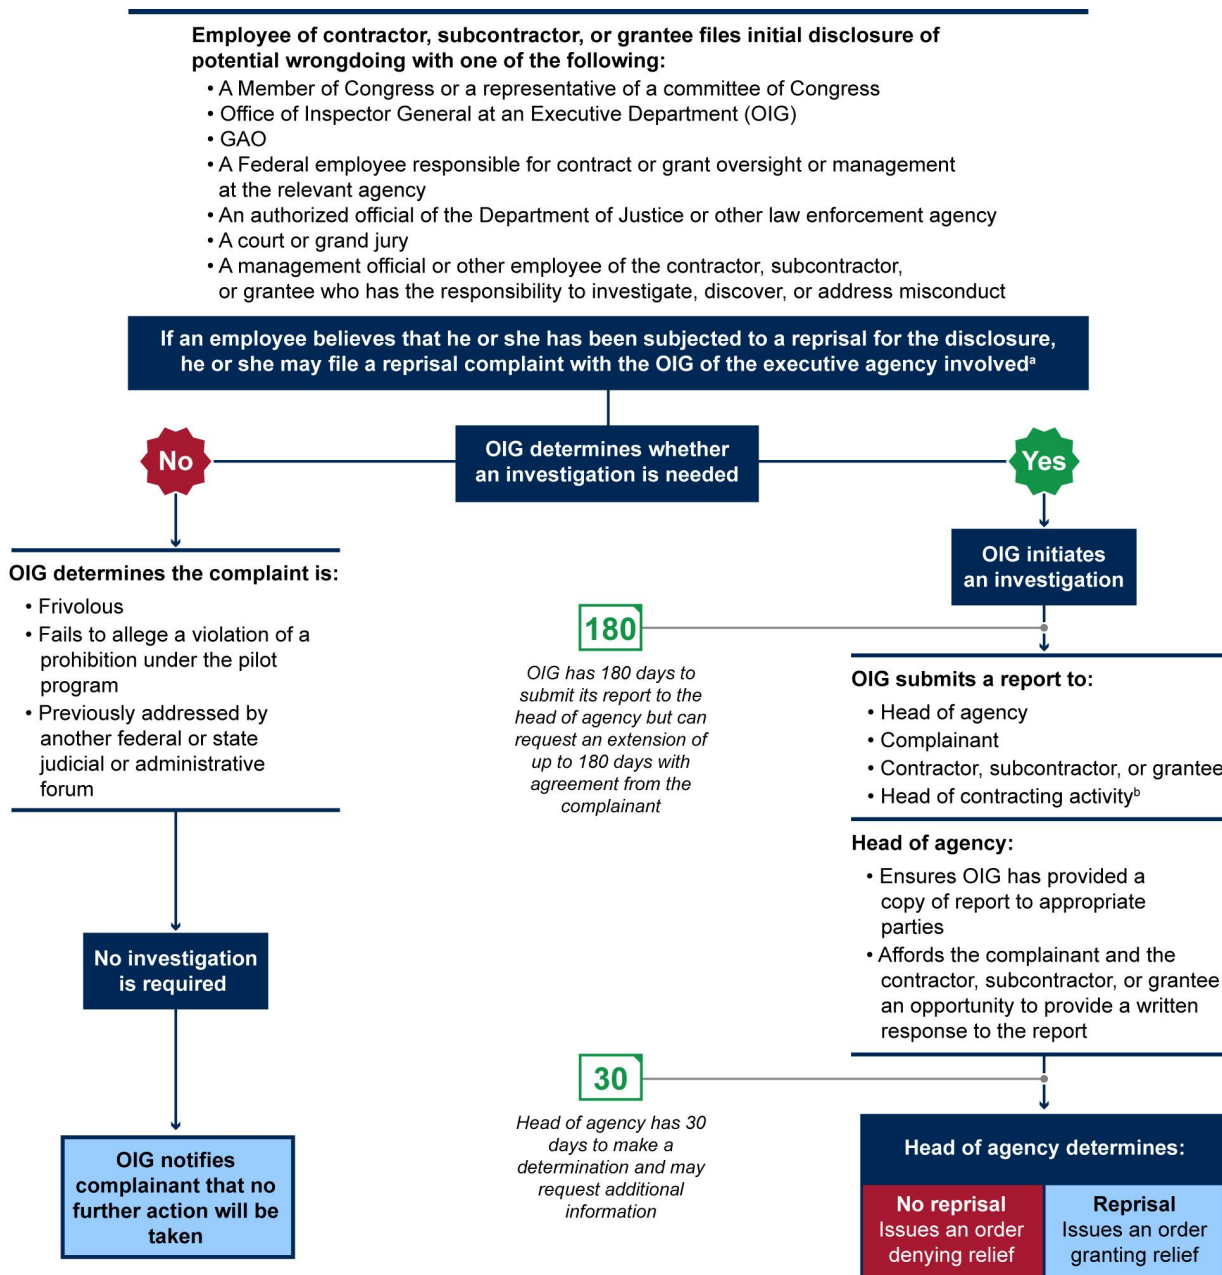 Employee of contractor, subcontractor, or grantee files initial disclosure of
potential wrongdoing with one of the following:
• A Member of Congress or a representative of a committee of Congress
• Office of Inspector General at an Executive Department (OIG)
• GAO
• A Federal employee responsible for contract or grant oversight or management
at the relevant agency
• An authorized official of the Department of Justice or other law enforcement agency
• A court or grand jury
• A management official or other employee of the contractor, subcontractor,
or grantee who has the responsibility to investigate, discover, or address misconduct
If an employee believes that he or she has been subjected to a reprisal for the disclosure,
he or she may file a reprisal complaint with the OIG of the executive agency involvedᵃ
OIG determines whether
an investigation is needed
No
Yes
OIG determines the complaint is:
• Frivolous
• Fails to allege a violation of a
prohibition under the pilot
program
• Previously addressed by
another federal or state
judicial or administrative
forum
No investigation
is required
OIG notifies
complainant that no
further action will be
taken
OIG initiates
an investigation
180
OIG has 180 days to
submit its report to the
head of agency but can
request an extension of
up to 180 days with
agreement from the
complainant
OIG submits a report to:
• Head of agency
• Complainant
• Contractor, subcontractor, or grantee
• Head of contracting activityᵇ
Head of agency:
• Ensures OIG has provided a
copy of report to appropriate
parties
• Affords the complainant and the
contractor, subcontractor, or grantee
an opportunity to provide a written
response to the report
30
Head of agency has 30
days to make a
determination and may
request additional
information
Head of agency determines:
No reprisal
Issues an order
denying relief
Reprisal
Issues an order
granting relief